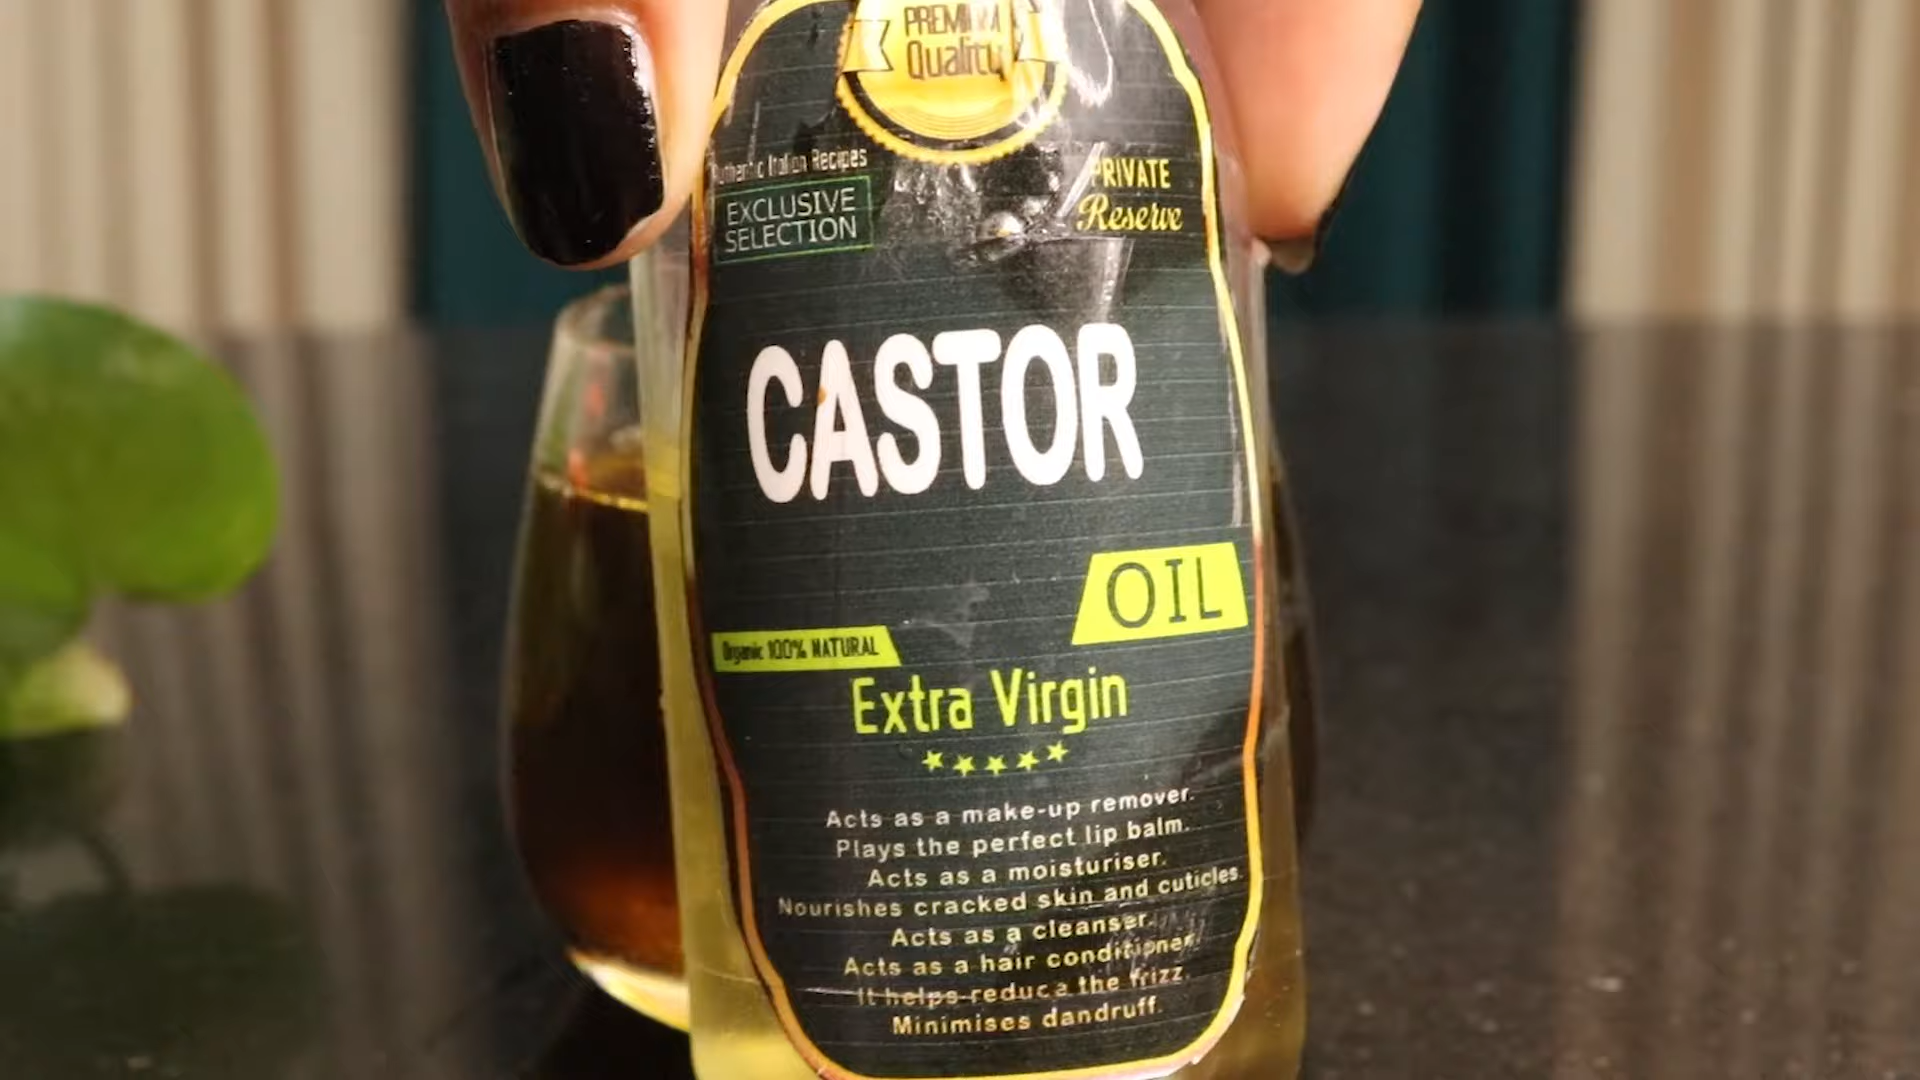 PREMIUM
Quality
Authentic Italian Recipes
EXCLUSIVE
SELECTION
PRIVATE
Reserve
CASTOR
OIL
Organic 100% NATURAL
Extra Virgin
Acts as a make-up remover.
Plays the perfect lip balm.
Acts as a moisturiser.
Nourishes cracked skin and cuticles.
Acts as a cleanser.
Acts as a hair conditioner.
It helps reduce the frizz.
Minimises dandruff.